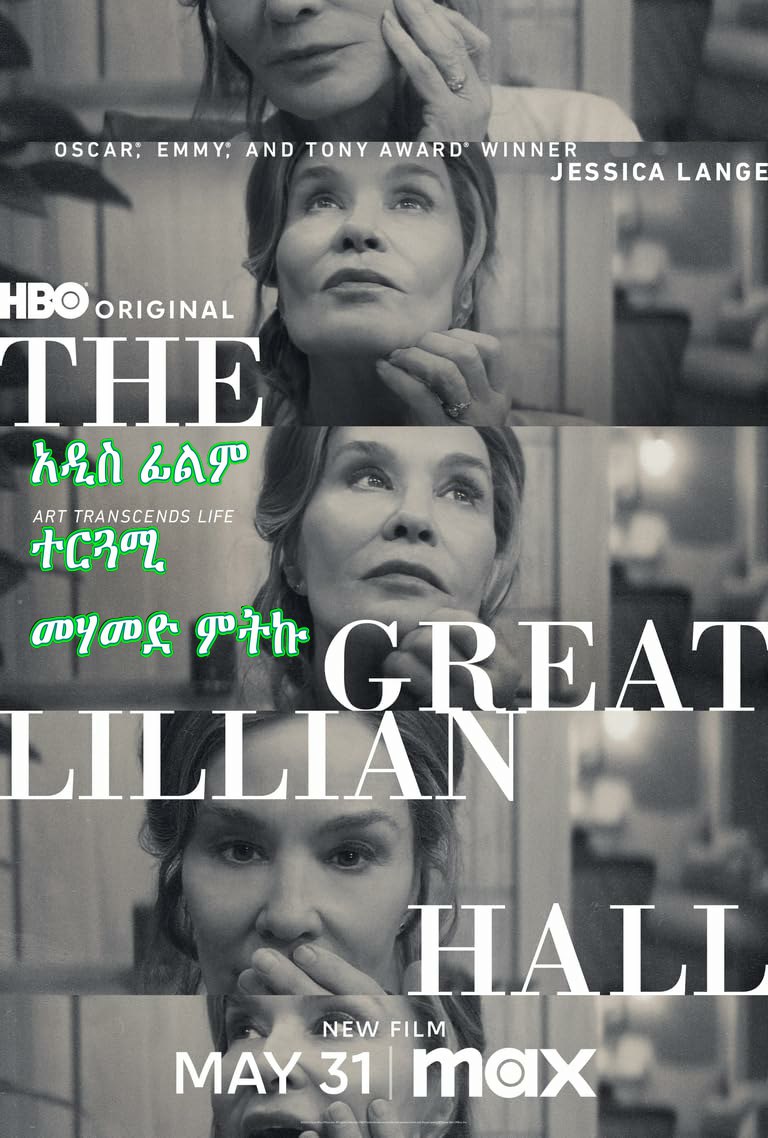 OSCAR®, EMMY®, AND TONY AWARD® WINNER
JESSICA LANGE
HBO® ORIGINAL
THE
አዲስ ፊልም
ART TRANSCENDS LIFE
ተርጓሚ
መሃመድ ምትኩ
GREAT
LILLIAN
HALL
NEW FILM
MAY 31 | max